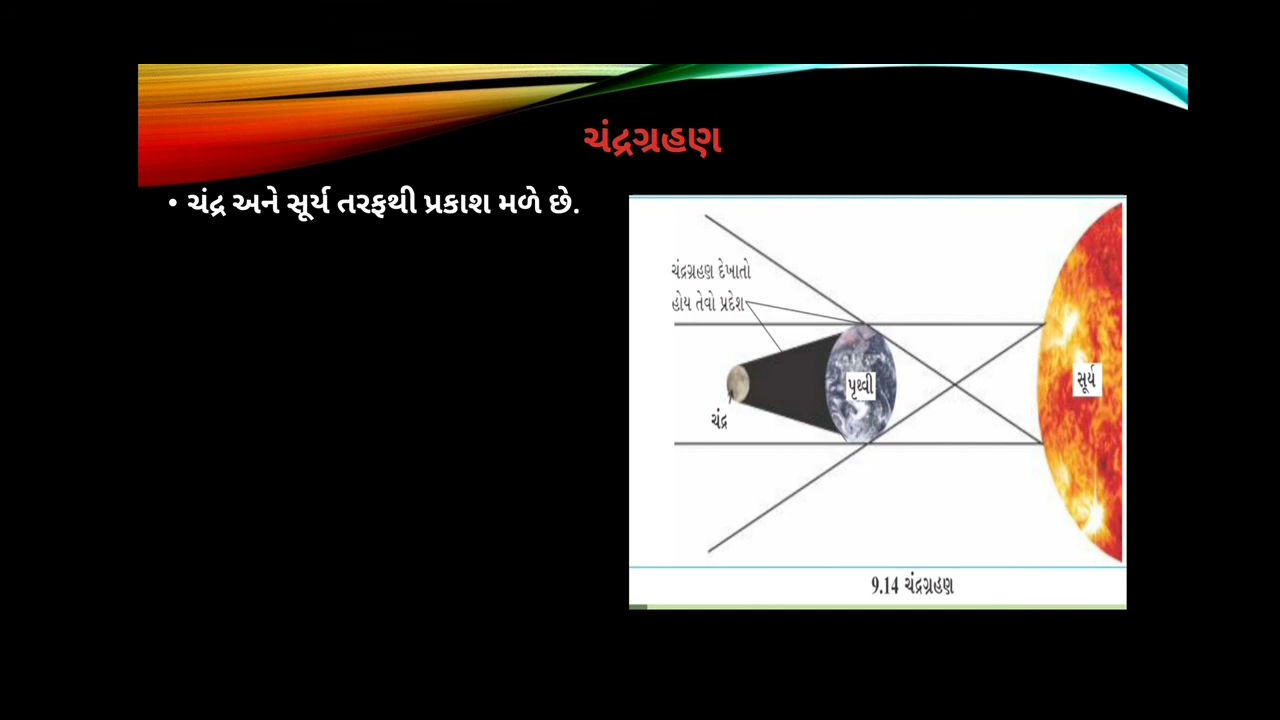 ચંદ્રગ્રહણ
• ચંદ્ર અને સૂર્ય તરફથી પ્રકાશ મળે છે.
ચંદ્રગ્રહણ દેખાતો
હોય તેવો પ્રદેશ
પૃથ્વી
સૂર્ય
ચંદ્ર
9.14 ચંદ્રગ્રહણ